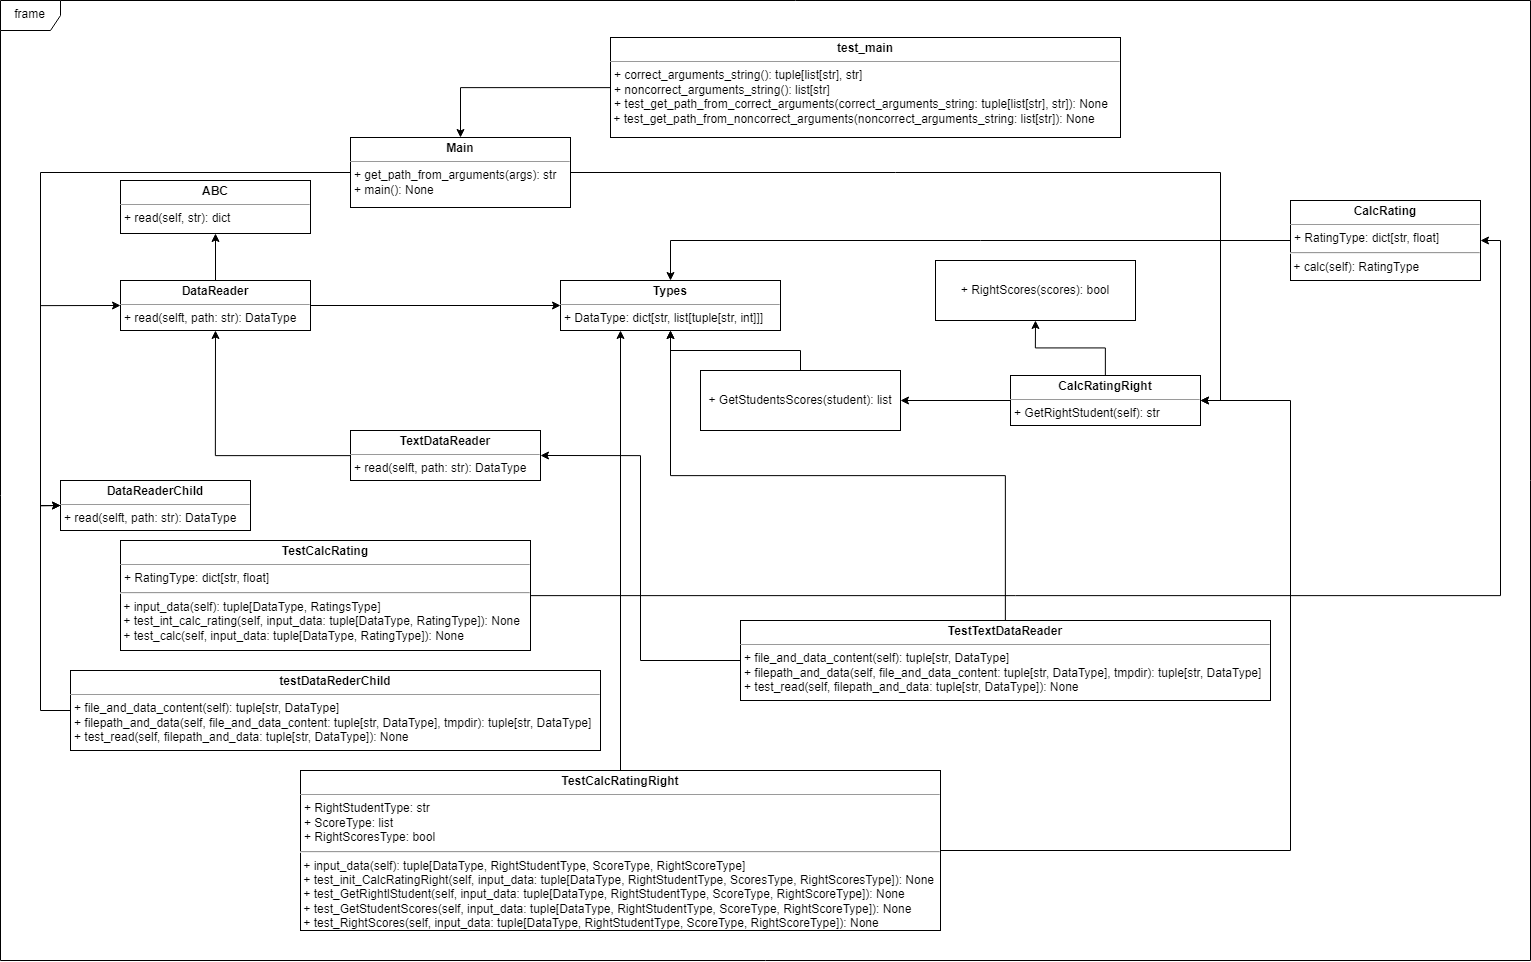 frame
test_main
+ correct_arguments_string(): tuple[list[str], str]
+ noncorrect_arguments_string(): list[str]
+ test_get_path_from_correct_arguments(correct_arguments_string: tuple[list[str], str]): None
+ test_get_path_from_noncorrect_arguments(noncorrect_arguments_string: list[str]): None
Main
+ get_path_from_arguments(args): str
+ main(): None
ABC
+ read(self, str): dict
CalcRating
+ RatingType: dict[str, float]
+ calc(self): RatingType
DataReader
+ read(selft, path: str): DataType
Types
+ DataType: dict[str, list[tuple[str, int]]]
+ RightScores(scores): bool
+ GetStudentsScores(student): list
CalcRatingRight
+ GetRightStudent(self): str
TextDataReader
+ read(selft, path: str): DataType
DataReaderChild
+ read(selft, path: str): DataType
TestCalcRating
+ RatingType: dict[str, float]
+ input_data(self): tuple[DataType, RatingsType]
+ test_int_calc_rating(self, input_data: tuple[DataType, RatingType]): None
+ test_calc(self, input_data: tuple[DataType, RatingType]): None
TestTextDataReader
+ file_and_data_content(self): tuple[str, DataType]
+ filepath_and_data(self, file_and_data_content: tuple[str, DataType], tmpdir): tuple[str, DataType]
+ test_read(self, filepath_and_data: tuple[str, DataType]): None
testDataRederChild
+ file_and_data_content(self): tuple[str, DataType]
+ filepath_and_data(self, file_and_data_content: tuple[str, DataType], tmpdir): tuple[str, DataType]
+ test_read(self, filepath_and_data: tuple[str, DataType]): None
TestCalcRatingRight
+ RightStudentType: str
+ ScoreType: list
+ RightScoresType: bool
+ input_data(self): tuple[DataType, RightStudentType, ScoreType, RightScoreType]
+ test_init_CalcRatingRight(self, input_data: tuple[DataType, RightStudentType, ScoresType, RightScoresType]): None
+ test_GetRightlStudent(self, input_data: tuple[DataType, RightStudentType, ScoreType, RightScoreType]): None
+ test_GetStudentScores(self, input_data: tuple[DataType, RightStudentType, ScoreType, RightScoreType]): None
+ test_RightScores(self, input_data: tuple[DataType, RightStudentType, ScoreType, RightScoreType]): None